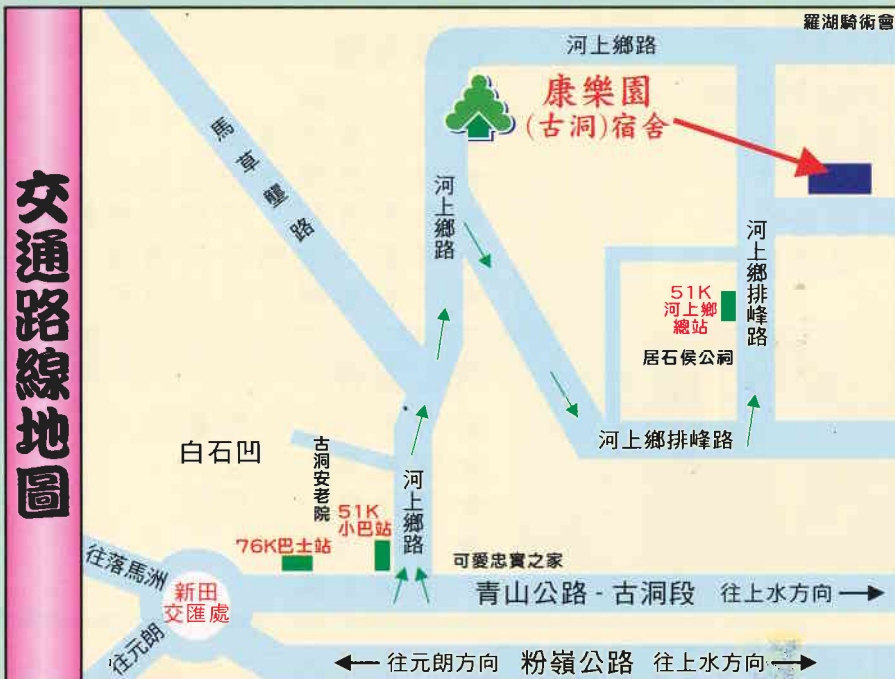 交通路線地圖
羅湖騎術會
河上鄉路
康樂園
(古洞)宿舍
馬草壟路
河上鄉路
河上鄉排峰路
51K
河上鄉
總站
居石侯公祠
河上鄉排峰路
白石凹
古洞安老院
51K
小巴站
河上鄉路
76K巴士站
可愛忠實之家
往落馬洲
新田
交匯處
往元朗
青山公路 - 古洞段 往上水方向
往元朗方向 粉嶺公路 往上水方向